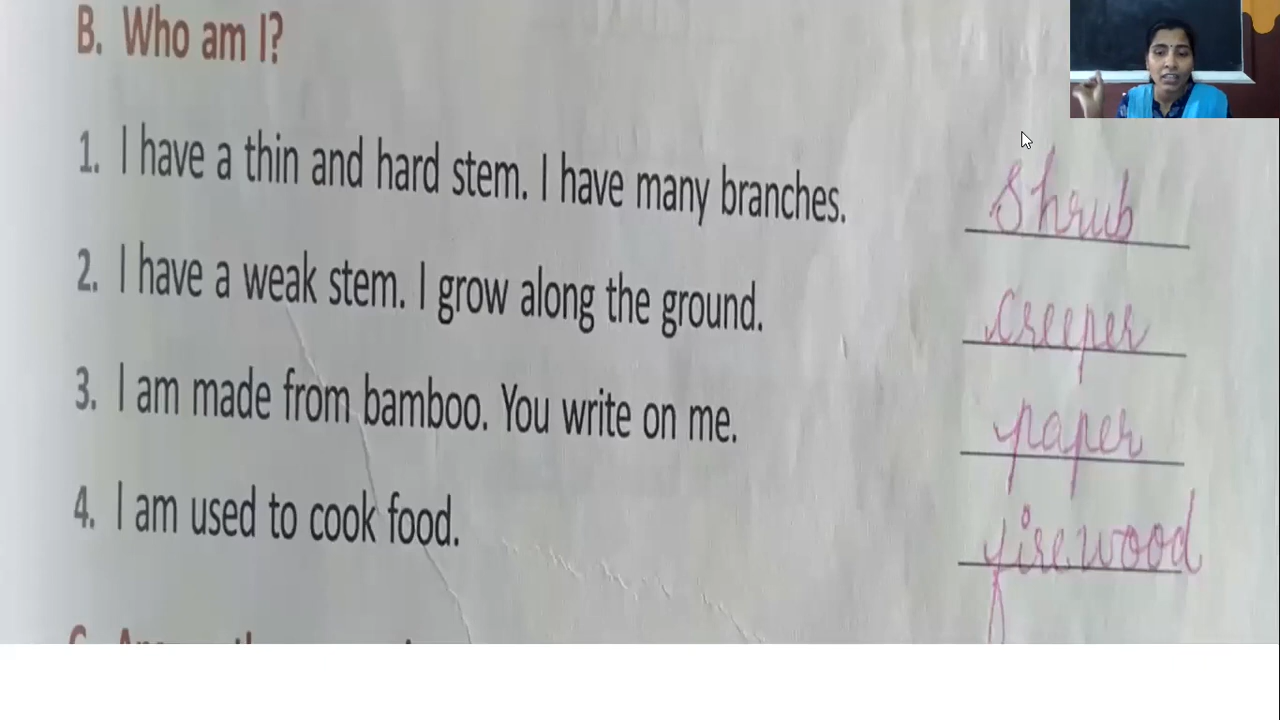 B. Who am I?
1. I have a thin and hard stem. I have many branches. Shrub
2. I have a weak stem. I grow along the ground. creeper
3. I am made from bamboo. You write on me. paper
4. I am used to cook food. firewood